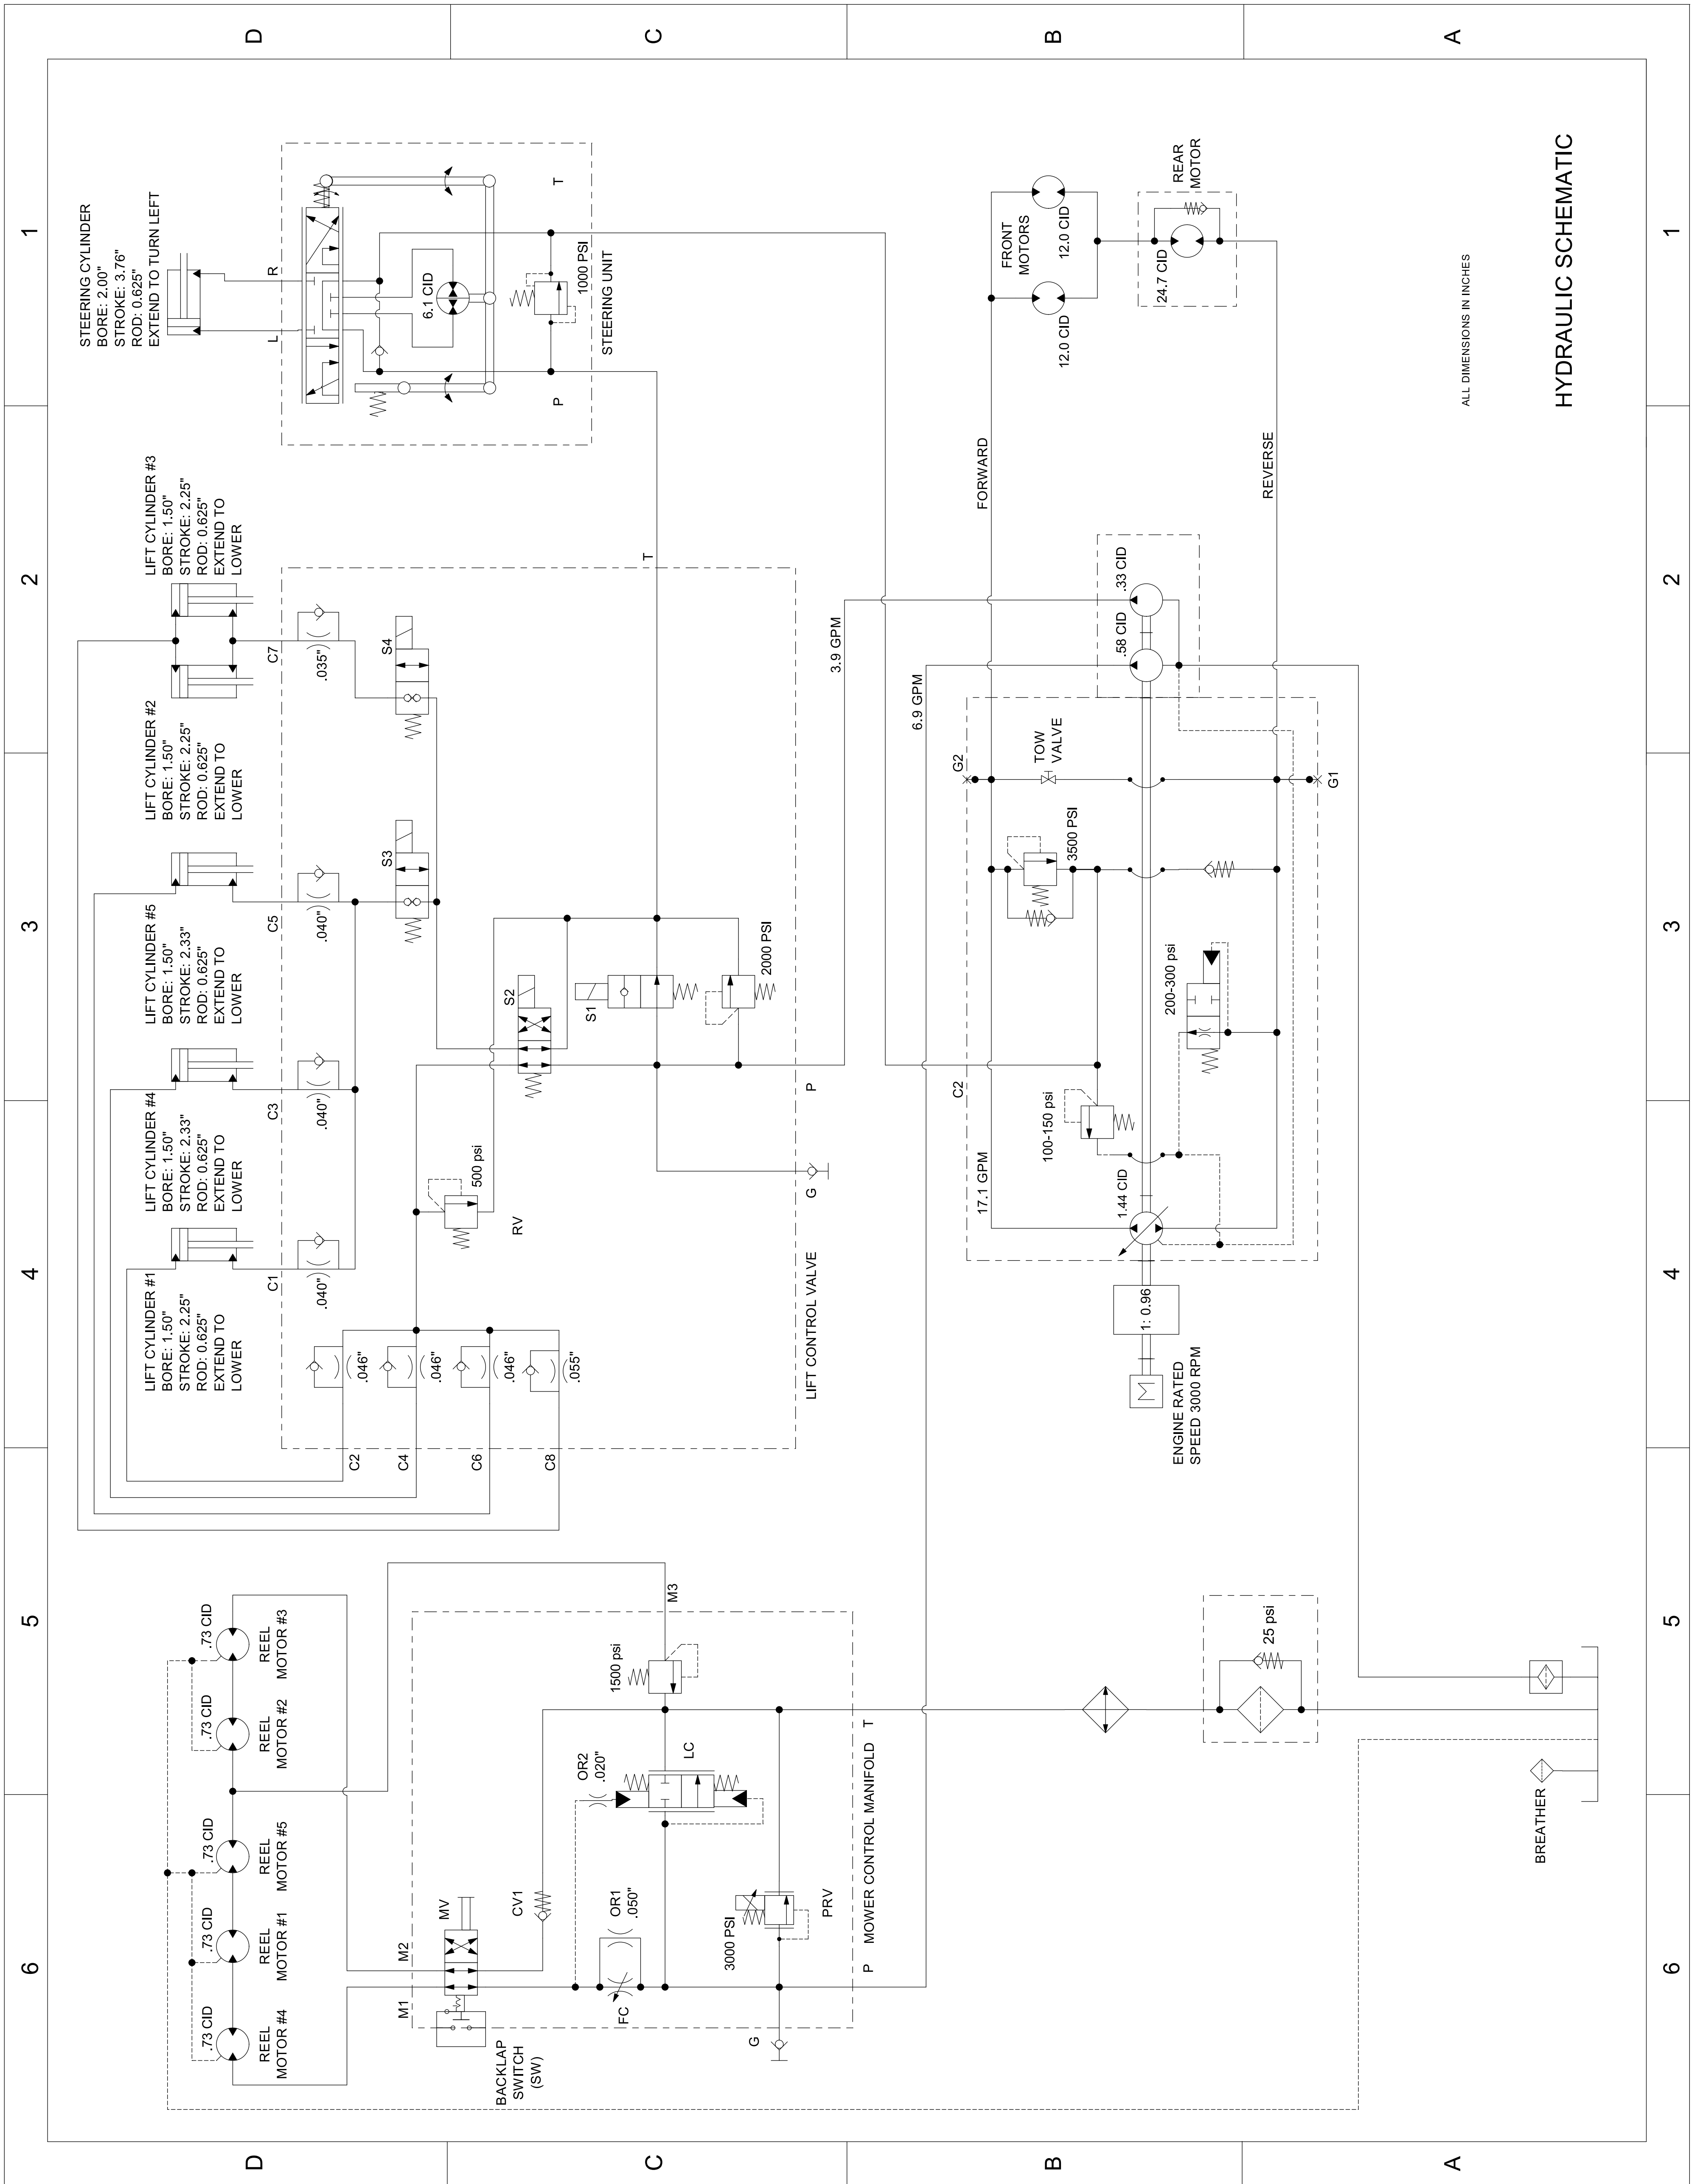 6
5
4
3
2
1
D
C
B
A
REEL
MOTOR #4
.73 CID
REEL
MOTOR #1
.73 CID
REEL
MOTOR #5
.73 CID
REEL
MOTOR #2
.73 CID
REEL
MOTOR #3
.73 CID
LIFT CYLINDER #1
BORE: 1.50"
STROKE: 2.25"
ROD: 0.625"
EXTEND TO
LOWER
LIFT CYLINDER #4
BORE: 1.50"
STROKE: 2.33"
ROD: 0.625"
EXTEND TO
LOWER
LIFT CYLINDER #5
BORE: 1.50"
STROKE: 2.33"
ROD: 0.625"
EXTEND TO
LOWER
LIFT CYLINDER #2
BORE: 1.50"
STROKE: 2.25"
ROD: 0.625"
EXTEND TO
LOWER
LIFT CYLINDER #3
BORE: 1.50"
STROKE: 2.25"
ROD: 0.625"
EXTEND TO
LOWER
STEERING CYLINDER
BORE: 2.00"
STROKE: 3.76"
ROD: 0.625"
EXTEND TO TURN LEFT
L
R
6.1 CID
1000 PSI
P
T
STEERING UNIT
C1
.040"
C3
.040"
C5
.040"
C7
.035"
S3
S4
C2
.046"
C4
.046"
C6
.046"
C8
.055"
RV
500 psi
S2
S1
2000 PSI
T
G
P
LIFT CONTROL VALVE
M1
M2
MV
BACKLAP
SWITCH
(SW)
CV1
FC
OR1
.050"
OR2
.020"
LC
1500 psi
M3
3000 PSI
PRV
G
P
MOWER CONTROL MANIFOLD
T
3.9 GPM
6.9 GPM
C2
17.1 GPM
G2
FORWARD
TOW
VALVE
3500 PSI
100-150 psi
200-300 psi
1.44 CID
1: 0.96
M
ENGINE RATED
SPEED 3000 RPM
.58 CID
.33 CID
G1
REVERSE
FRONT
MOTORS
12.0 CID
12.0 CID
24.7 CID
REAR
MOTOR
25 psi
BREATHER
ALL DIMENSIONS IN INCHES
HYDRAULIC SCHEMATIC
D
C
B
A
6
5
4
3
2
1